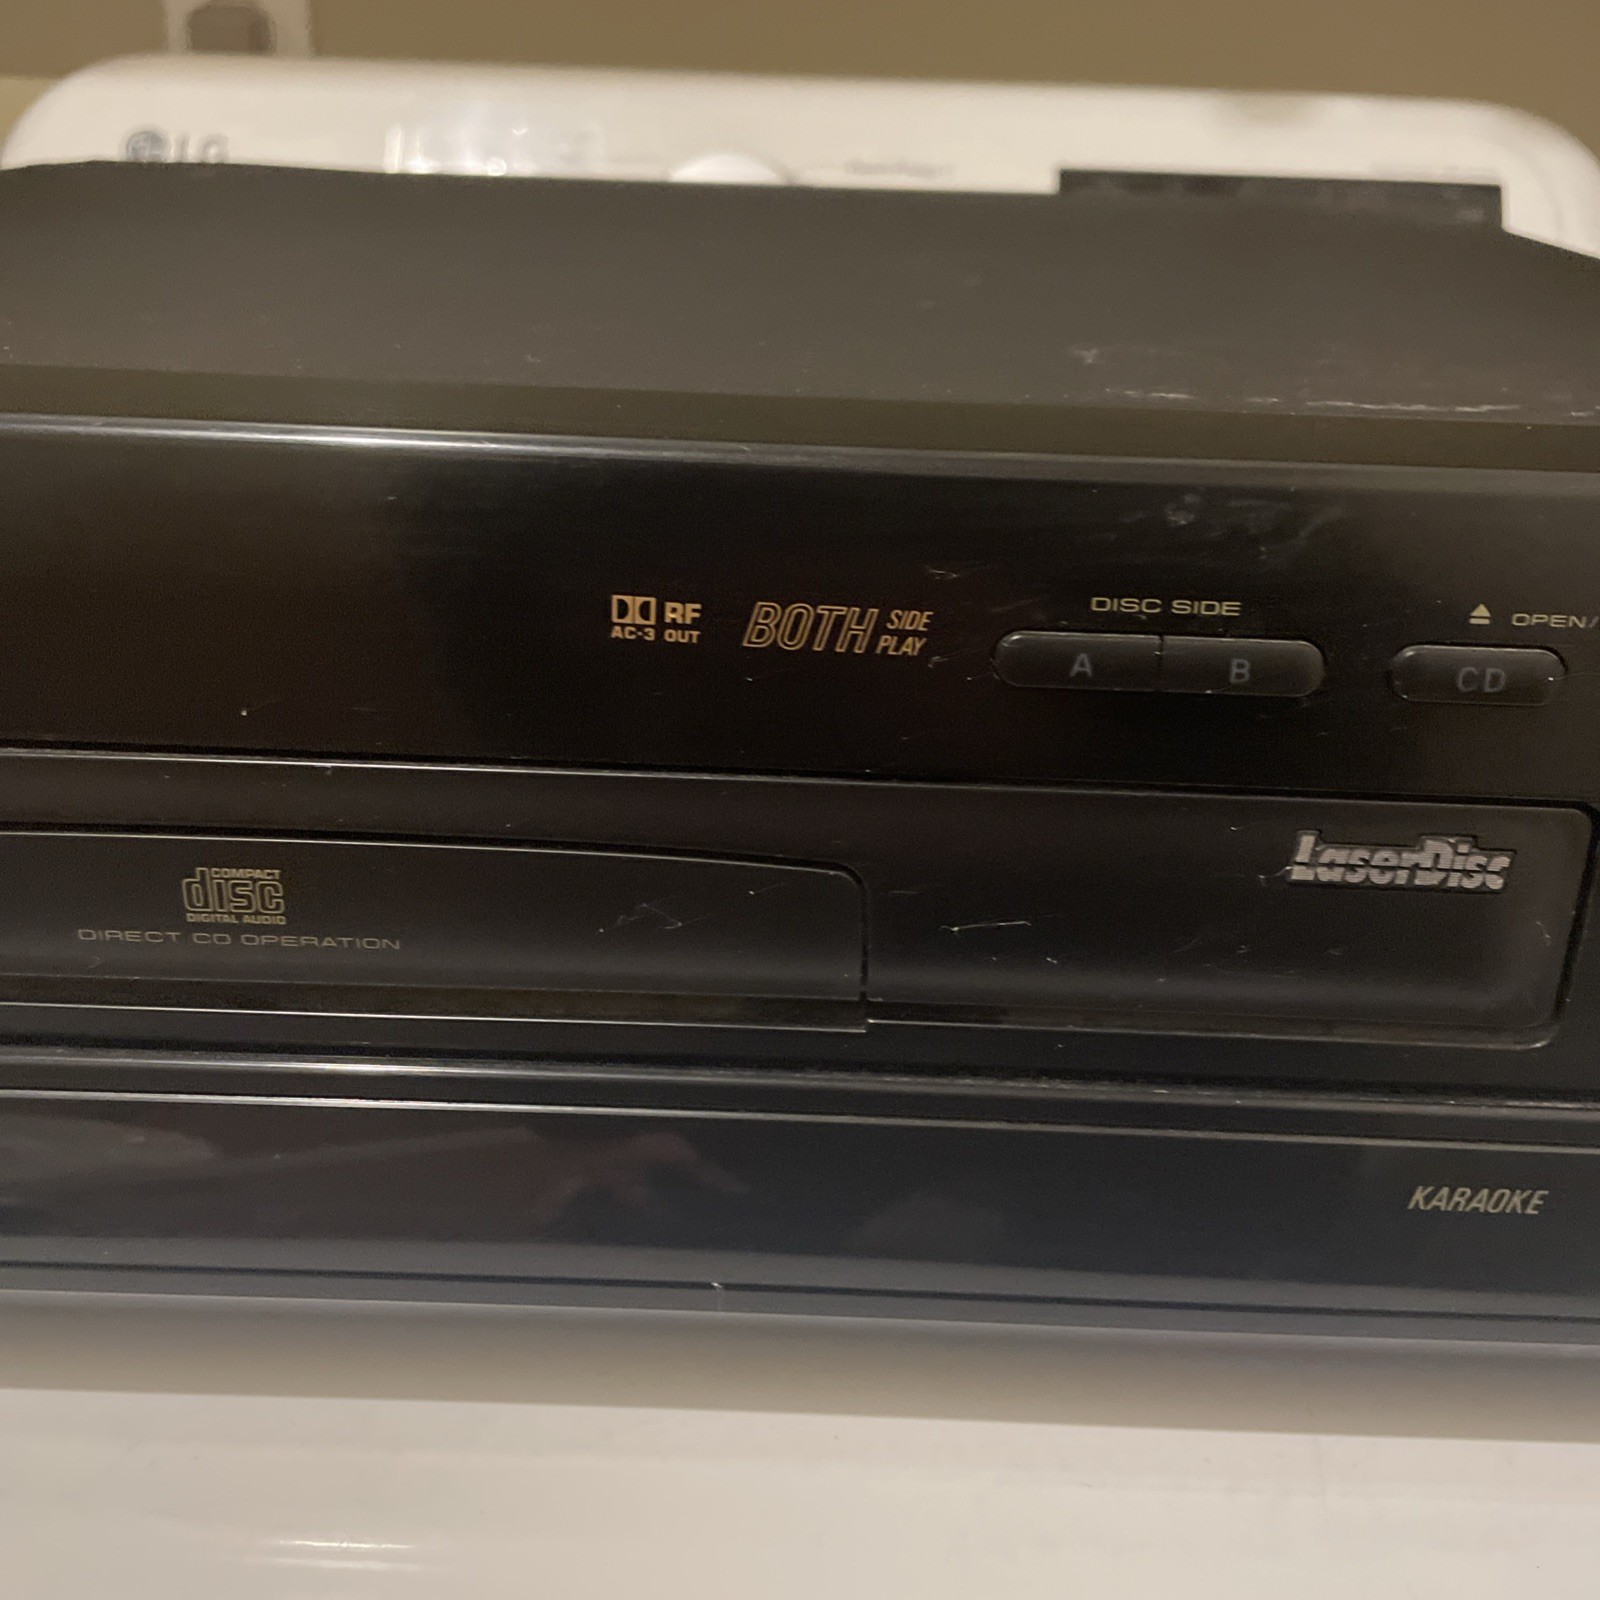 LG
DISC SIDE
OPEN/
RF
AC-3 OUT
BOTH SIDE PLAY
A
B
CD
LaserDisc
COMPACT
disc
DIGITAL AUDIO
DIRECT CD OPERATION
KARAOKE